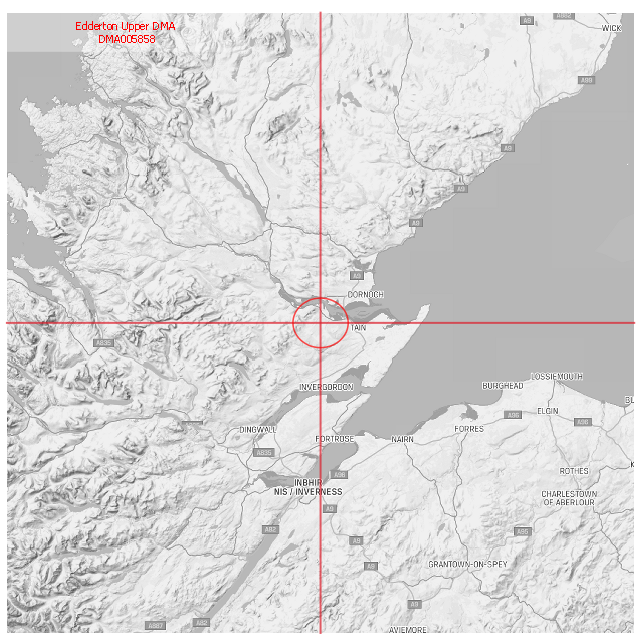 Edderton Upper DMA
DMA005858
A882
A9
WICK
A99
A9
A9
A9
A9
DORNOCH
TAIN
A835
LOSSIEMOUTH
BURGHEAD
INVERGORDON
ELGIN
A96
A96
FORRES
DINGWALL
FORTROSE
NAIRN
A835
ROTHES
A96
INBHIR
NIS / INVERNESS
CHARLESTOWN
OF ABERLOUR
A9
A82
A95
A9
A9
GRANTOWN-ON-SPEY
A9
A82
A887
AVIEMORE